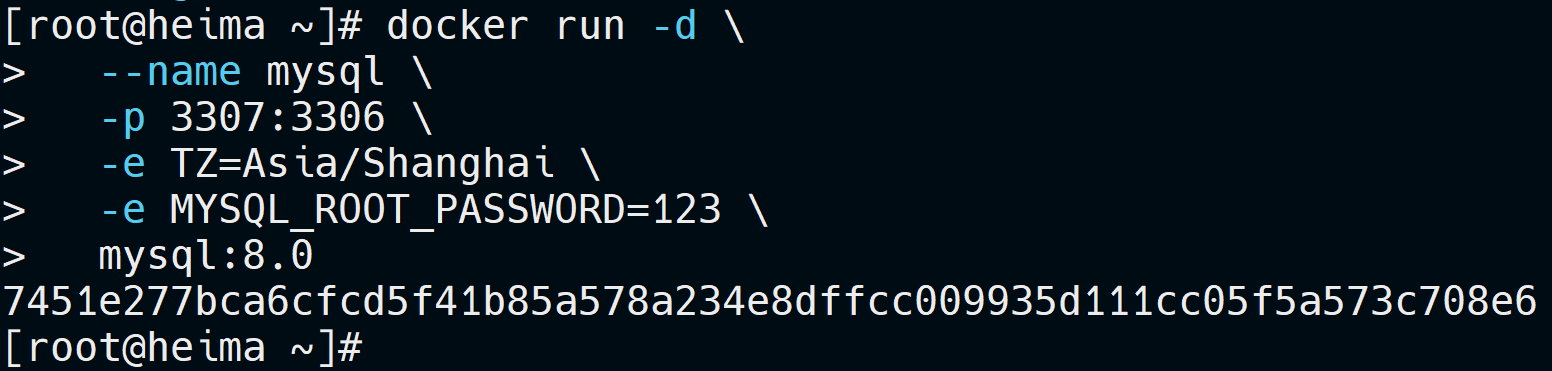 [root@heima ~]# docker run -d \
>   --name mysql \
>   -p 3307:3306 \
>   -e TZ=Asia/Shanghai \
>   -e MYSQL_ROOT_PASSWORD=123 \
>   mysql:8.0
7451e277bca6cfcd5f41b85a578a234e8dffcc009935d111cc05f5a573c708e6
[root@heima ~]#